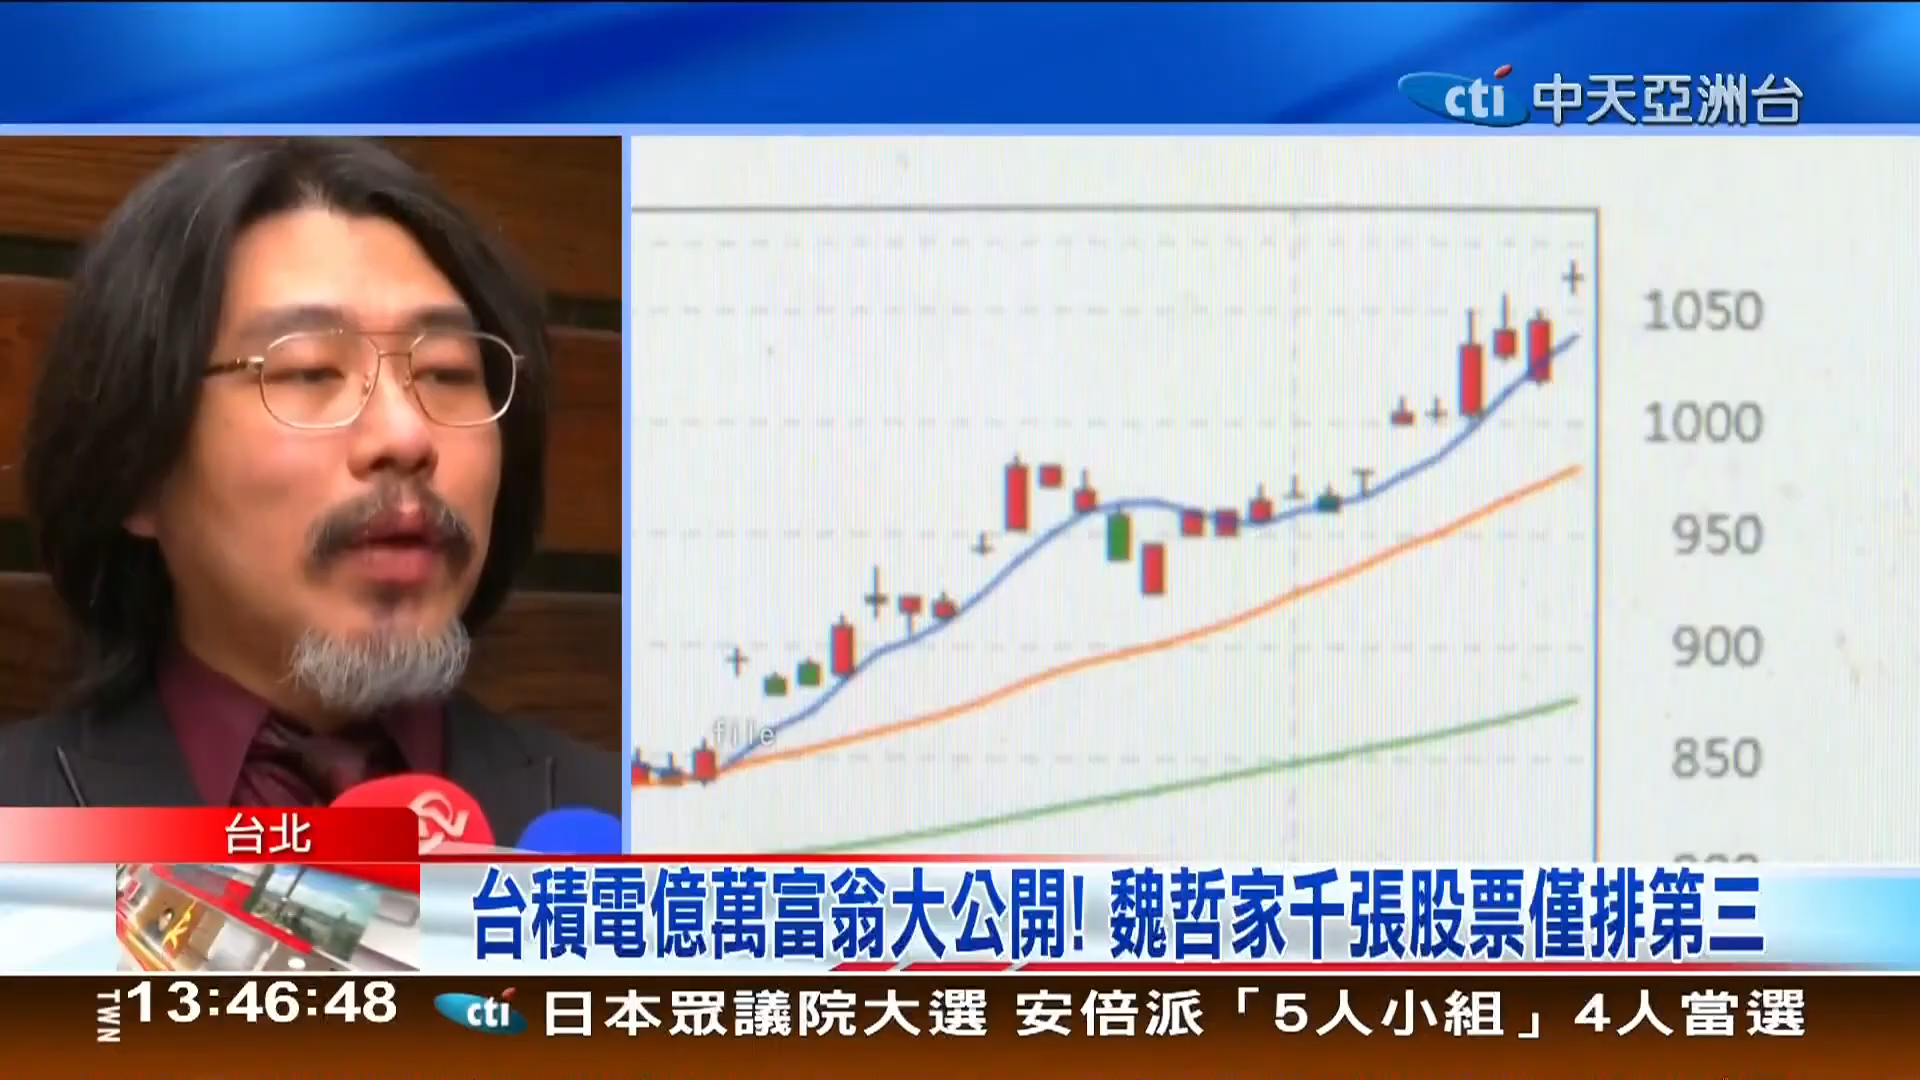 cti 中天亞洲台
1050
1000
950
900
850
file
台北
台積電億萬富翁大公開! 魏哲家千張股票僅排第三
TWN 13:46:48 cti 日本眾議院大選 安倍派「5人小組」4人當選